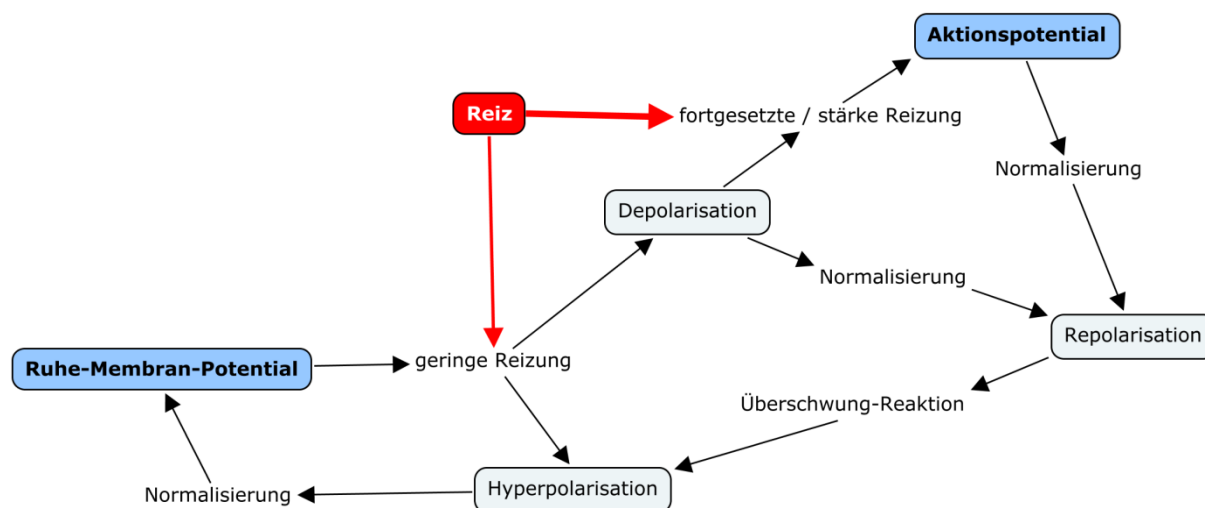 Aktionspotential
Reiz
fortgesetzte / stärke Reizung
Normalisierung
Depolarisation
Normalisierung
Repolarisation
Ruhe-Membran-Potential
geringe Reizung
Überschwung-Reaktion
Hyperpolarisation
Normalisierung